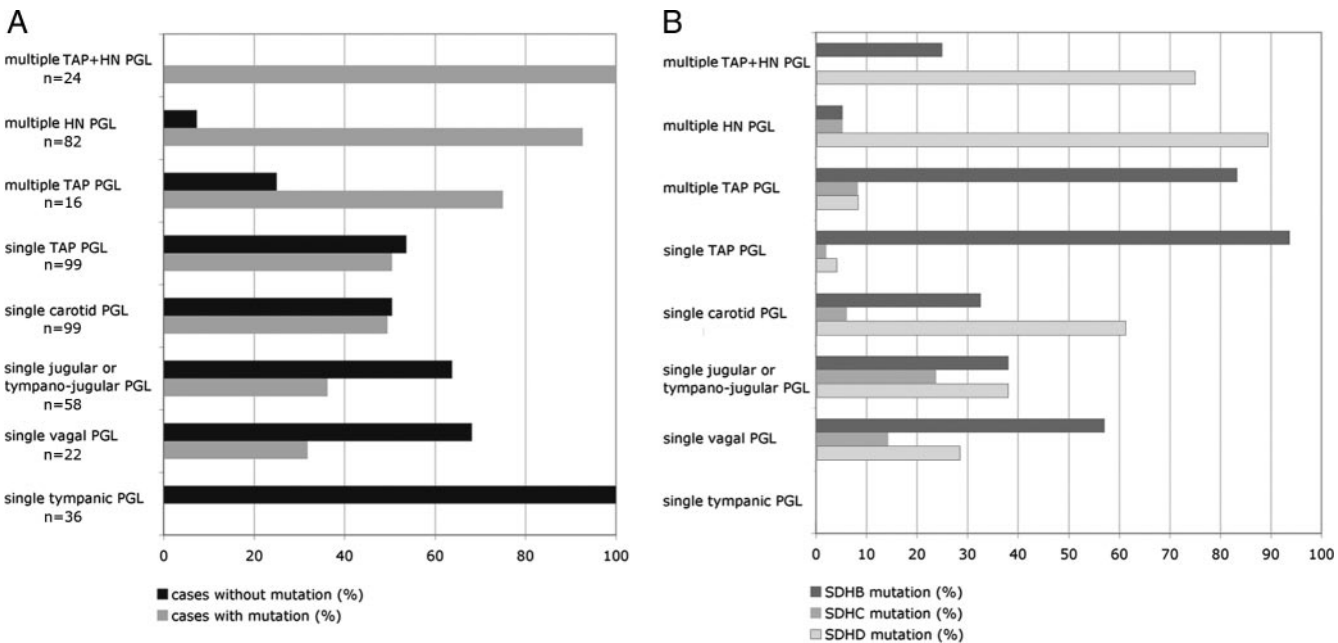 A
multiple TAP+HN PGL
n=24
multiple HN PGL
n=82
multiple TAP PGL
n=16
single TAP PGL
n=99
single carotid PGL
n=99
single jugular or
tympano-jugular PGL
n=58
single vagal PGL
n=22
single tympanic PGL
n=36
0 20 40 60 80 100
cases without mutation (%)
cases with mutation (%)
B
multiple TAP+HN PGL
multiple HN PGL
multiple TAP PGL
single TAP PGL
single carotid PGL
single jugular or
tympano-jugular PGL
single vagal PGL
single tympanic PGL
0 10 20 30 40 50 60 70 80 90 100
SDHB mutation (%)
SDHC mutation (%)
SDHD mutation (%)